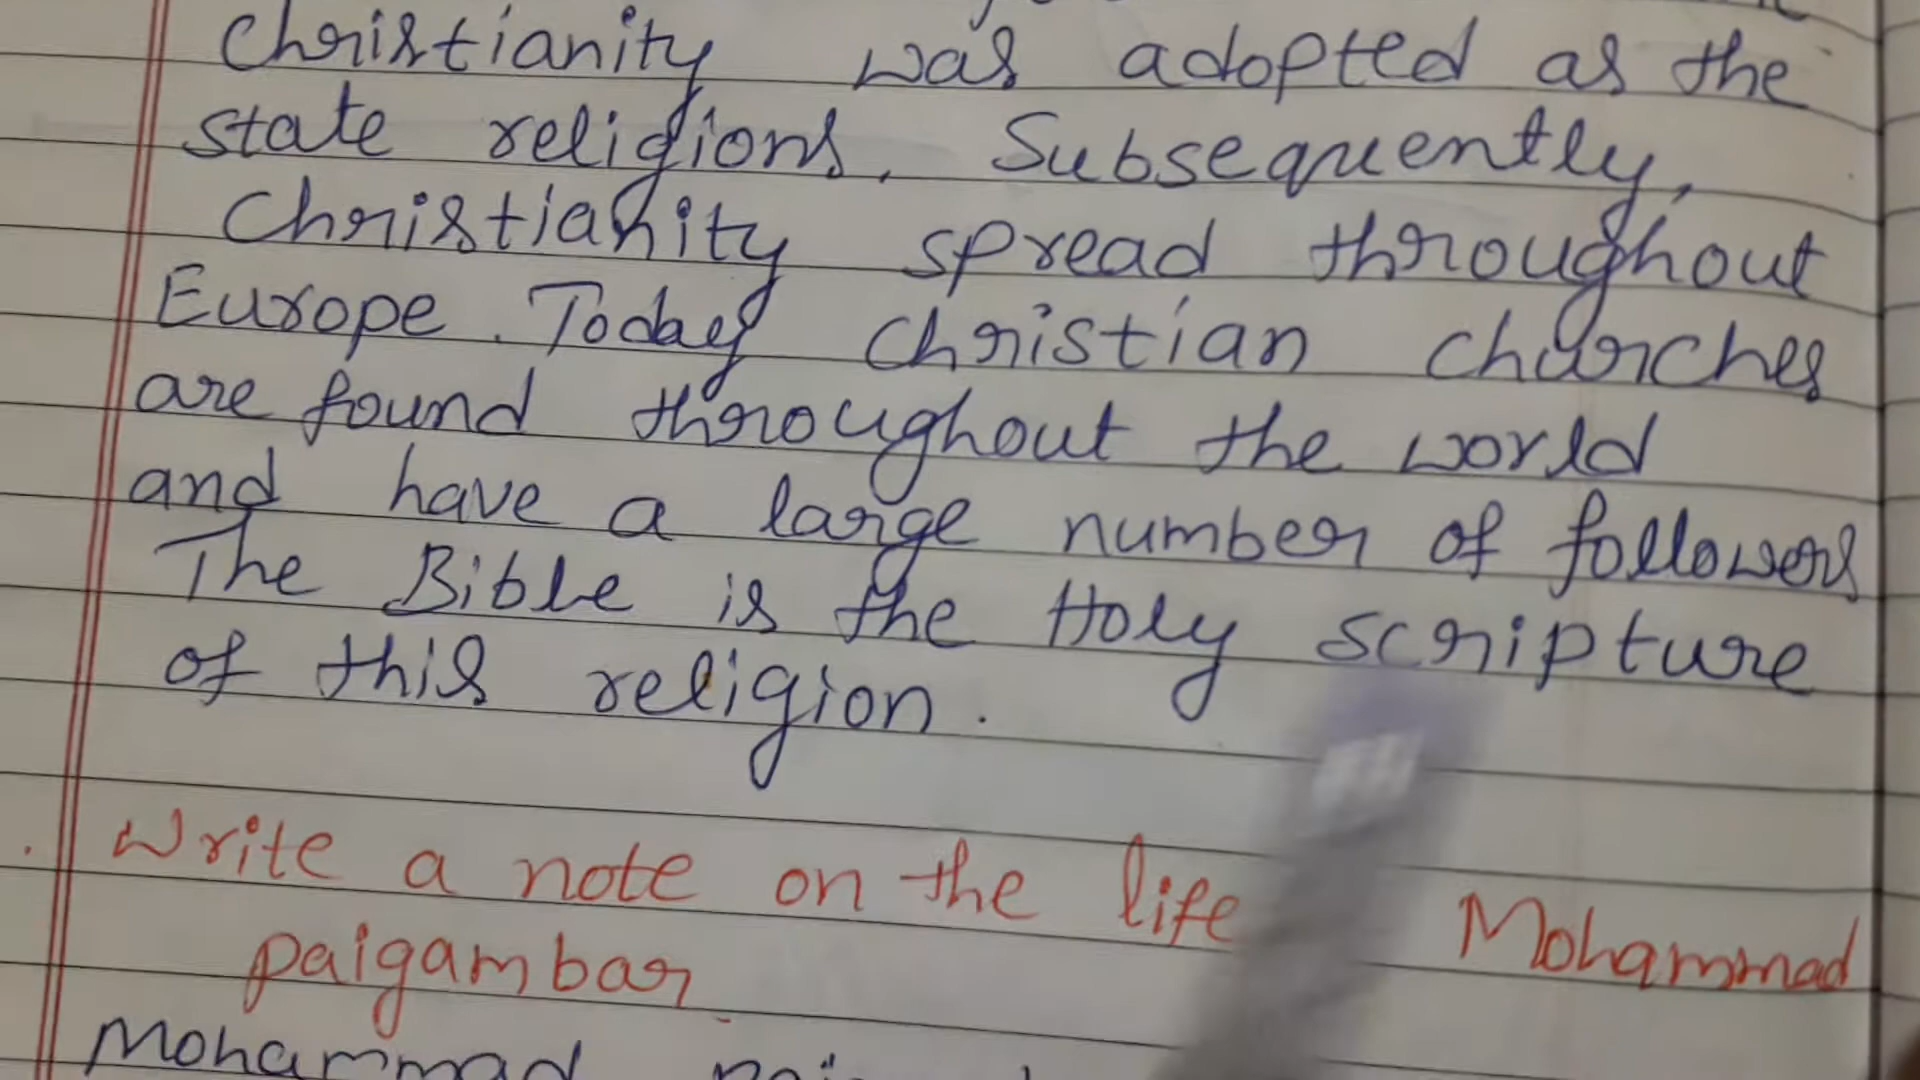 Christianity was adopted as the
state religions. Subsequently,
Christianity spread throughout
Europe. Today Christian churches
are found throughout the world
and have a large number of followers
The Bible is the Holy scripture
of this religion.
Write a note on the life Mohammad
paigambar
Mohammad